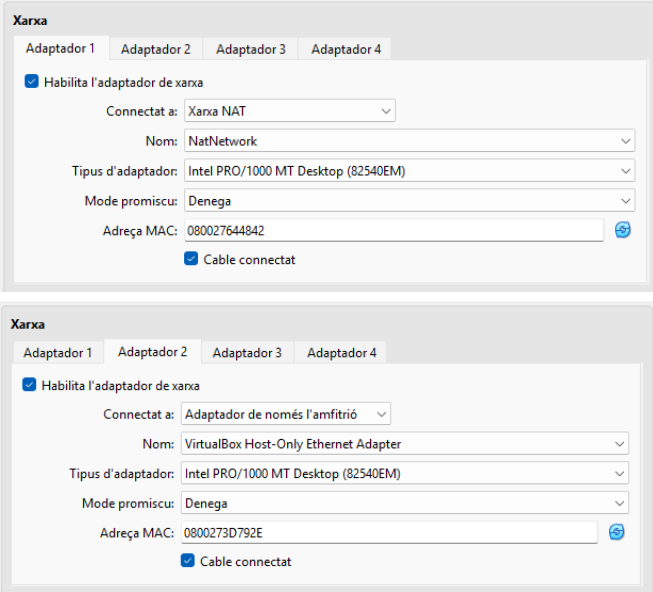 Xarxa
Adaptador 1 Adaptador 2 Adaptador 3 Adaptador 4
Habilita l'adaptador de xarxa
Connectat a: Xarxa NAT
Nom: NatNetwork
Tipus d'adaptador: Intel PRO/1000 MT Desktop (82540EM)
Mode promiscu: Denega
Adreça MAC: 080027644842
Cable connectat
Xarxa
Adaptador 1 Adaptador 2 Adaptador 3 Adaptador 4
Habilita l'adaptador de xarxa
Connectat a: Adaptador de només l'amfitrió
Nom: VirtualBox Host-Only Ethernet Adapter
Tipus d'adaptador: Intel PRO/1000 MT Desktop (82540EM)
Mode promiscu: Denega
Adreça MAC: 0800273D792E
Cable connectat